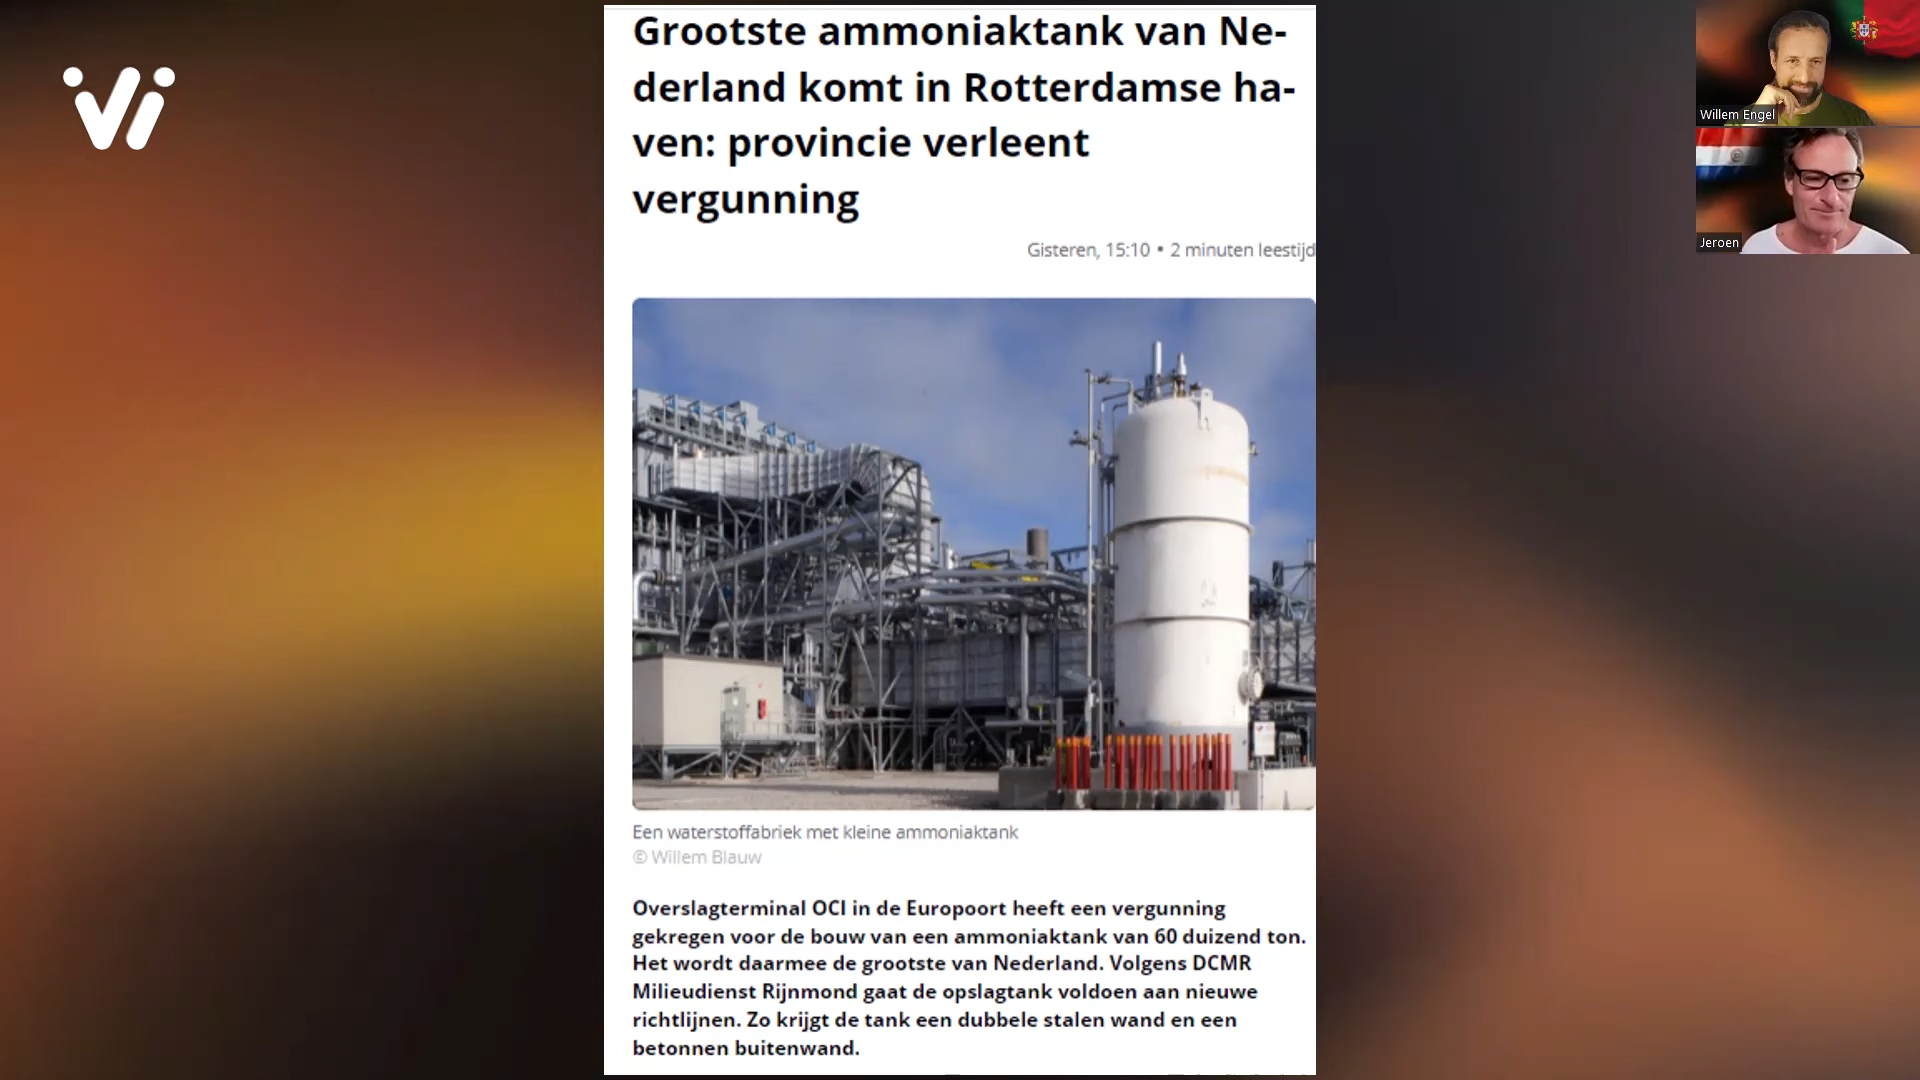 Grootste ammoniaktank van Ne-
derland komt in Rotterdamse ha-
ven: provincie verleent
vergunning
Gisteren, 15:10 • 2 minuten leestijd
Een waterstoffabriek met kleine ammoniaktank
© Willem Blauw
Overslagterminal OCI in de Europoort heeft een vergunning
gekregen voor de bouw van een ammoniaktank van 60 duizend ton.
Het wordt daarmee de grootste van Nederland. Volgens DCMR
Milieudienst Rijnmond gaat de opslagtank voldoen aan nieuwe
richtlijnen. Zo krijgt de tank een dubbele stalen wand en een
betonnen buitenwand.
Willem Engel
Jeroen